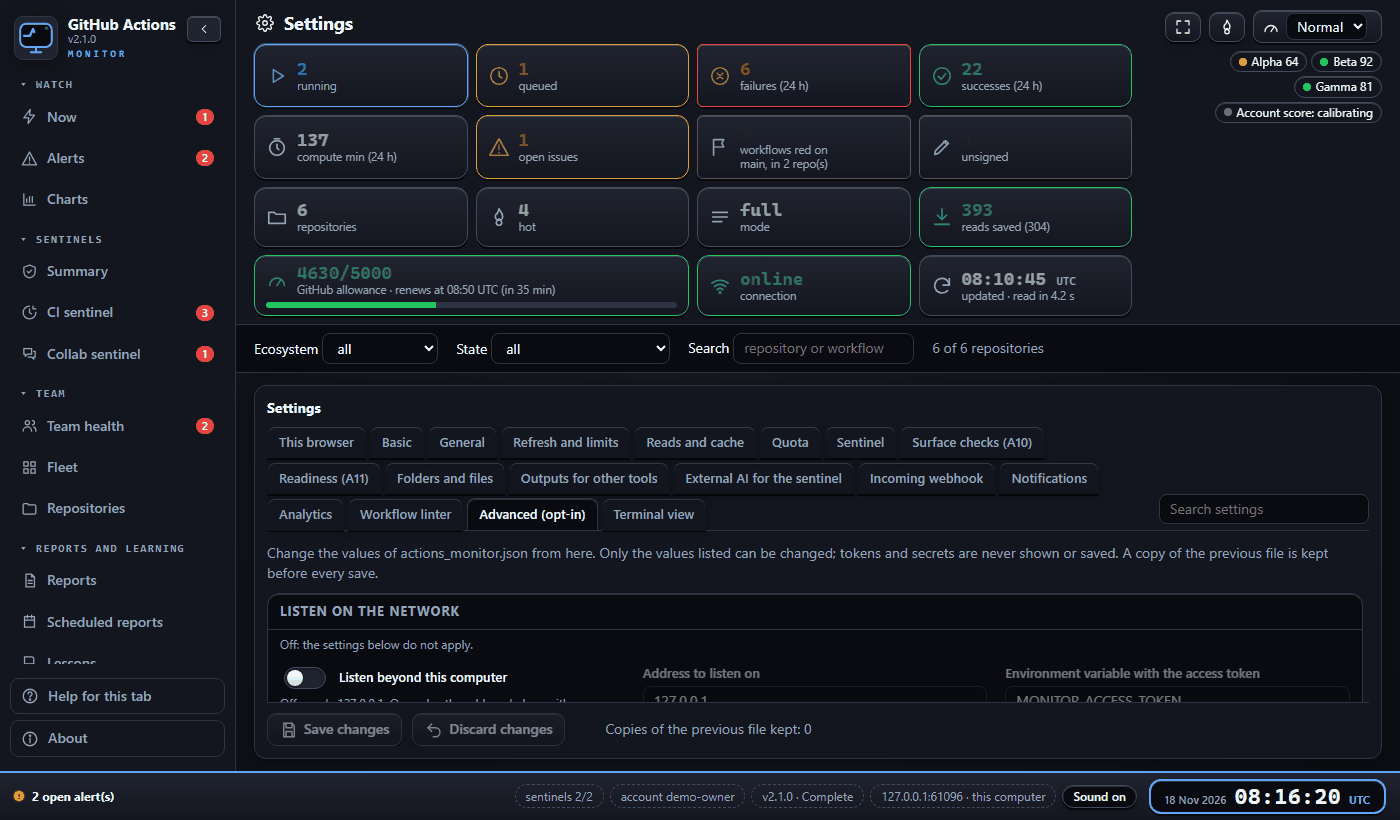 GitHub Actions
v2.1.0
MONITOR
WATCH
Now 1
Alerts 2
Charts
SENTINELS
Summary
CI sentinel 3
Collab sentinel 1
TEAM
Team health 2
Fleet
Repositories
REPORTS AND LEARNING
Reports
Scheduled reports
Lessons
Help for this tab
About
Settings
Normal
Alpha 64
Beta 92
Gamma 81
Account score: calibrating
2
running
1
queued
6
failures (24 h)
22
successes (24 h)
137
compute min (24 h)
1
open issues
workflows red on
main, in 2 repo(s)
unsigned
6
repositories
4
hot
full
mode
393
reads saved (304)
4630/5000
GitHub allowance · renews at 08:50 UTC (in 35 min)
online
connection
08:10:45 UTC
updated · read in 4.2 s
Ecosystem all State all Search repository or workflow 6 of 6 repositories
Settings
This browser Basic General Refresh and limits Reads and cache Quota Sentinel Surface checks (A10)
Readiness (A11) Folders and files Outputs for other tools External AI for the sentinel Incoming webhook Notifications
Analytics Workflow linter Advanced (opt-in) Terminal view Search settings
Change the values of actions_monitor.json from here. Only the values listed can be changed; tokens and secrets are never shown or saved. A copy of the previous file is kept
before every save.
LISTEN ON THE NETWORK
Off: the settings below do not apply.
Listen beyond this computer
Address to listen on
127.0.0.1
Environment variable with the access token
MONITOR_ACCESS_TOKEN
Save changes Discard changes Copies of the previous file kept: 0
2 open alert(s) sentinels 2/2 account demo-owner v2.1.0 · Complete 127.0.0.1:61096 · this computer Sound on 18 Nov 2026 08:16:20 UTC